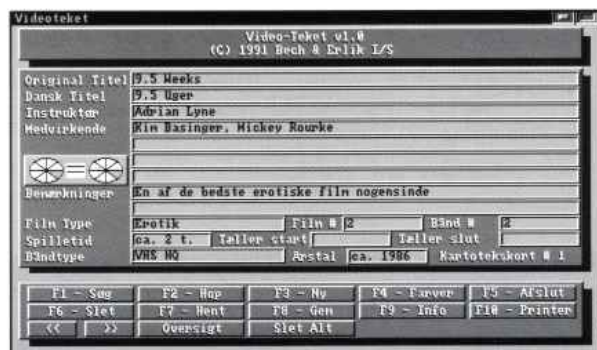 Videoteket
Video-Teket v1.0
(C) 1991 Bech & Erlik I/S
Original Titel 9.5 Weeks
Dansk Titel 9.5 Uger
Instruktør Adrian Lyne
Medvirkende Kim Basinger, Mickey Rourke
Bemærkninger En af de bedste erotiske film nogensinde
Film Type Erotik Film # 2 Bånd # 2
Spilletid ca. 2 t. Tæller start Tæller slut
Båndtype VHS HQ Årstal ca. 1986 Kartotekskort # 1
F1 - Søg F2 - Hop F3 - Ny F4 - Farver F5 - Afslut
F6 - Slet F7 - Hent F8 - Gem F9 - Info F10 - Printer
<< >> Oversigt Slet Alt